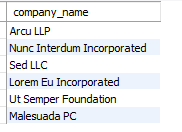 company_name
Arcu LLP
Nunc Interdum Incorporated
Sed LLC
Lorem Eu Incorporated
Ut Semper Foundation
Malesuada PC